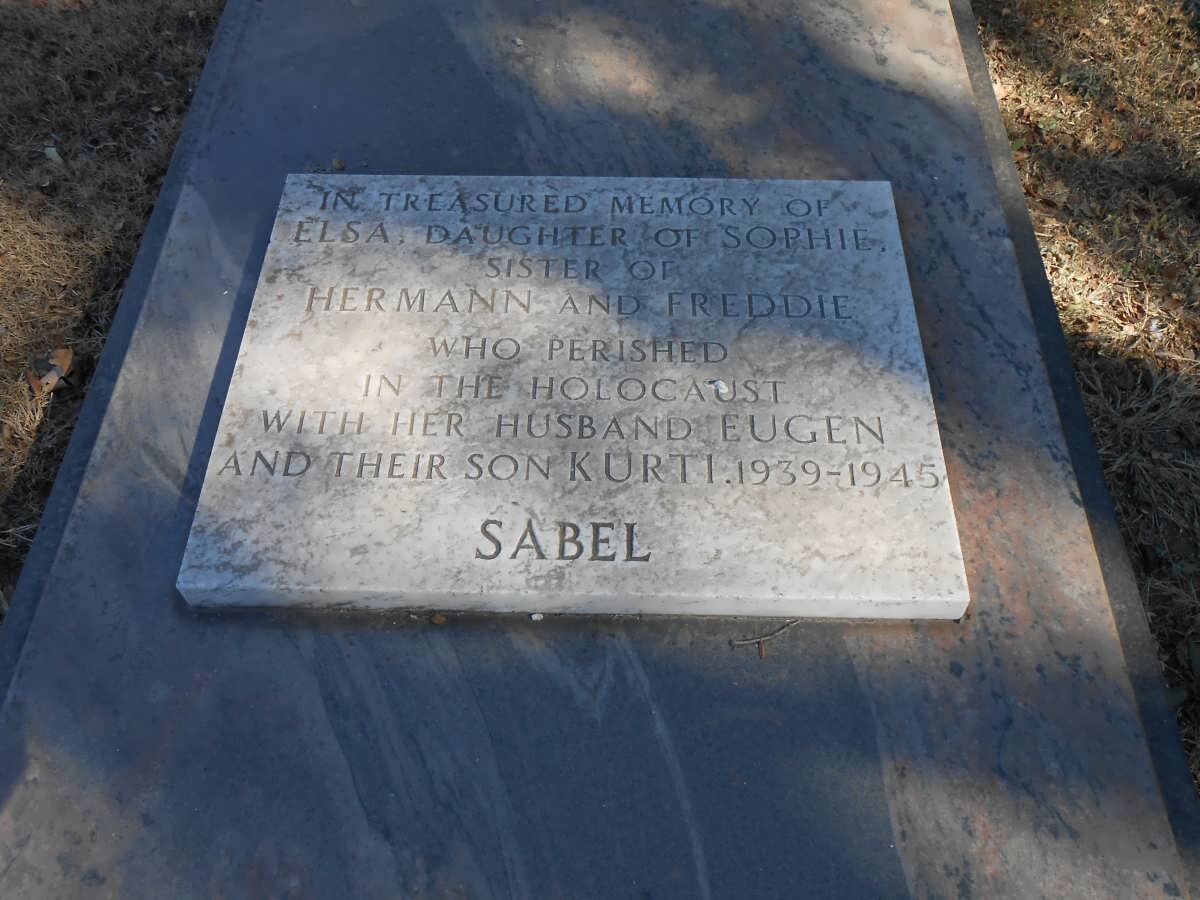 IN TREASURED MEMORY OF
ELSA, DAUGHTER OF SOPHIE,
SISTER OF
HERMANN AND FREDDIE
WHO PERISHED
IN THE HOLOCAUST
WITH HER HUSBAND EUGEN
AND THEIR SON KURTI. 1939-1945
SABEL